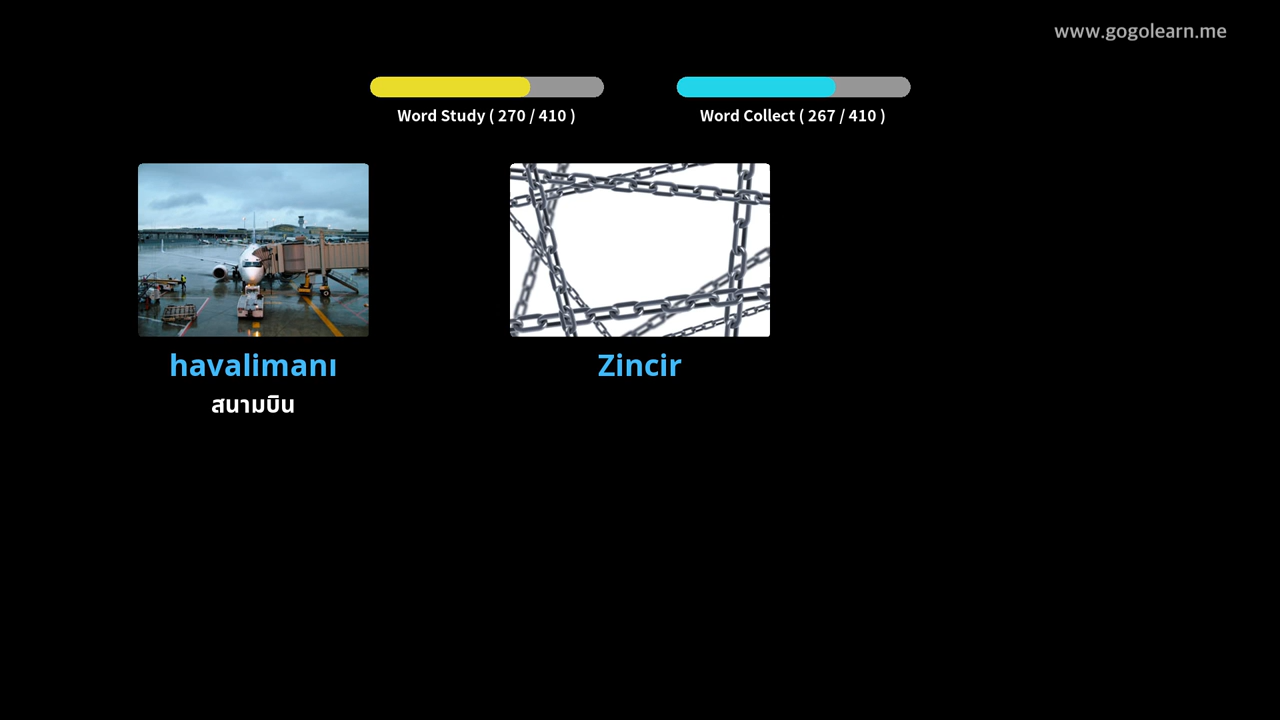 www.gogolearn.me
Word Study ( 270 / 410 )
Word Collect ( 267 / 410 )
havalimanı
Zincir
สนามบิน